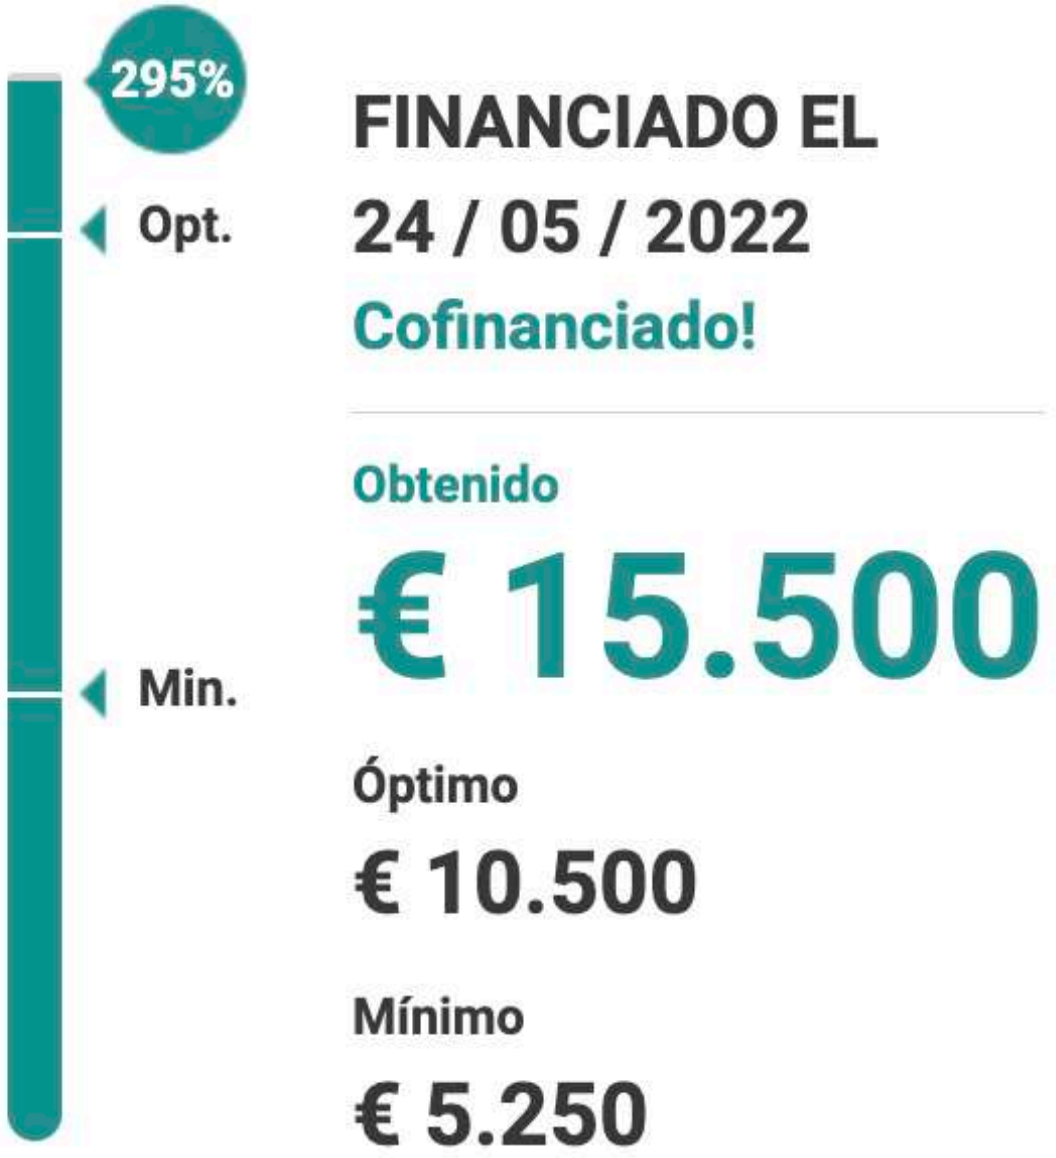 295%
Opt.
Min.
FINANCIADO EL
24 / 05 / 2022
Cofinanciado!
Obtenido
€ 15.500
Óptimo
€ 10.500
Mínimo
€ 5.250